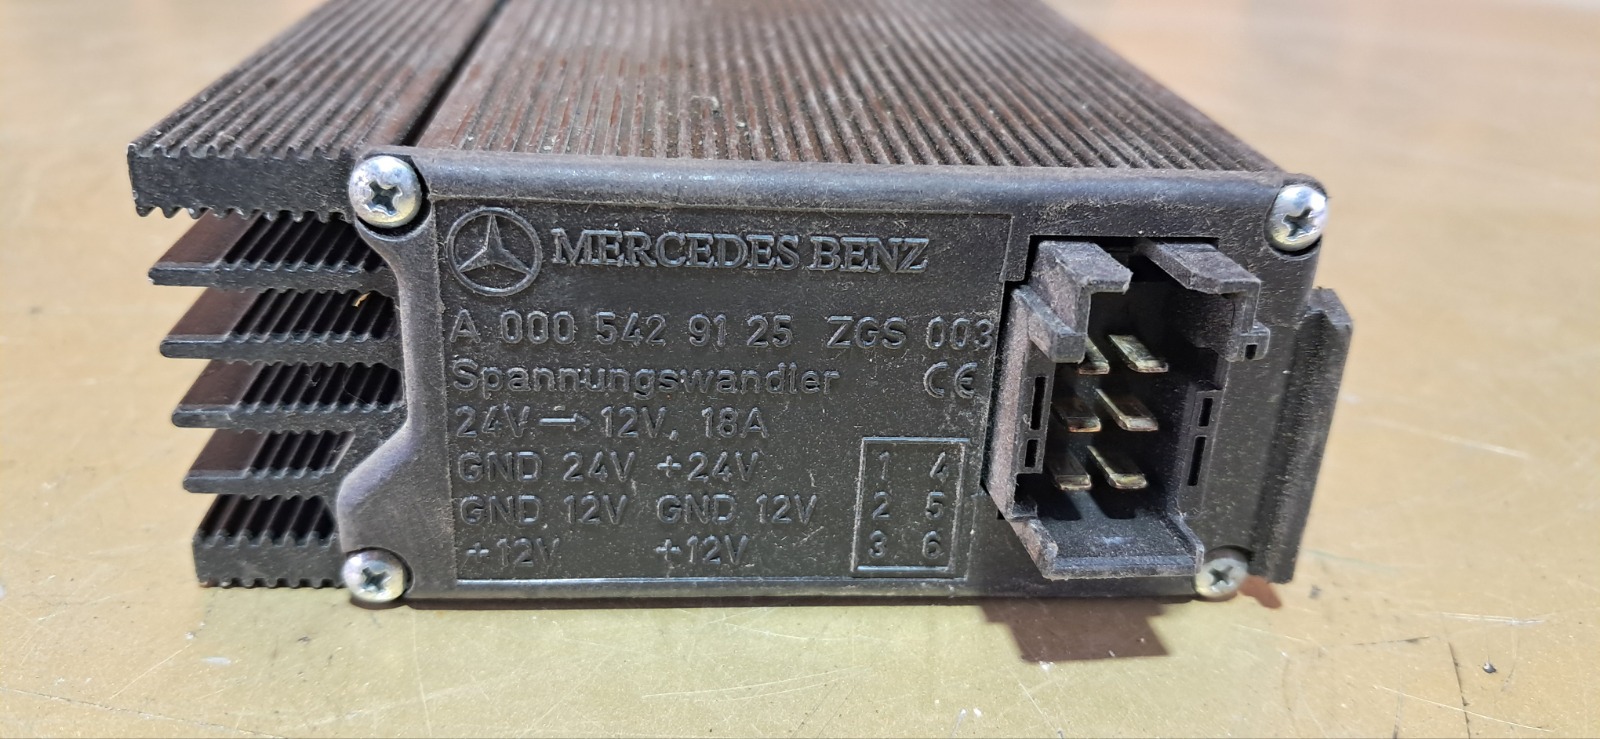 MERCEDES BENZ
A 000 542 91 25 ZGS 003
Spannungswandler CE
24V → 12V, 18A
GND 24V +24V
GND 12V GND 12V
+12V +12V
1 4
2 5
3 6